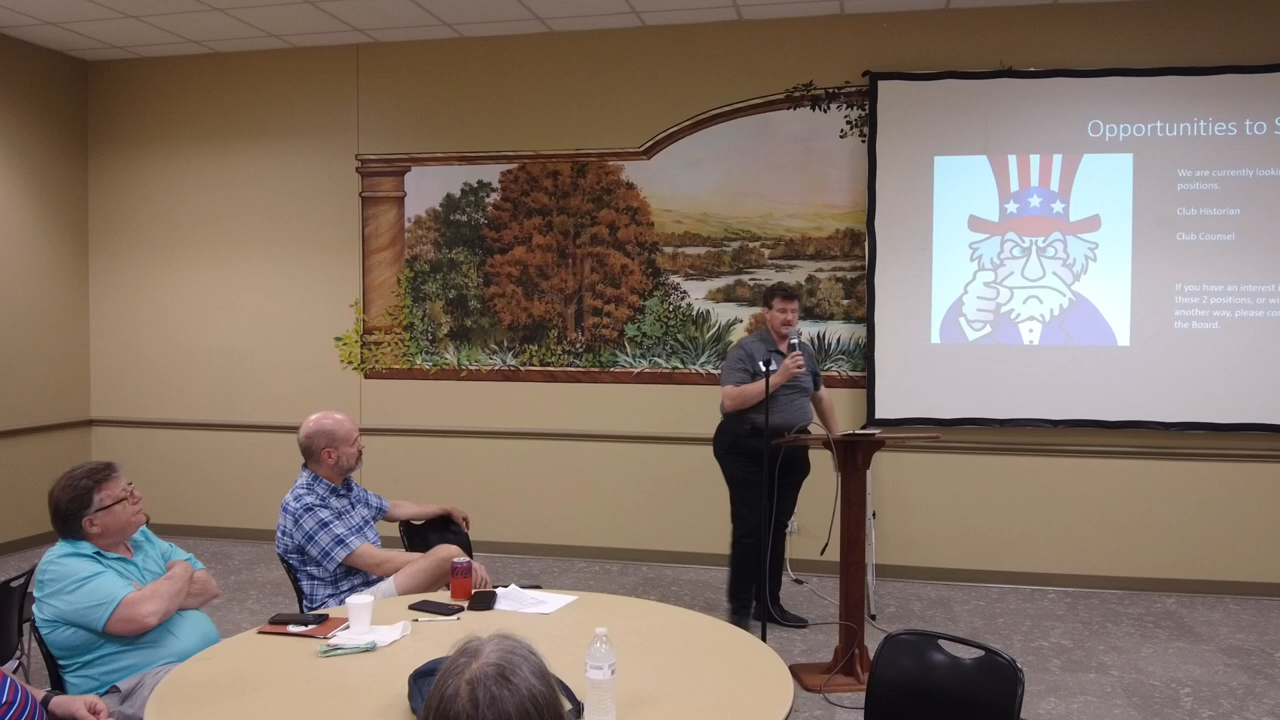 Opportunities to S
We are currently looki
positions.
Club Historian
Club Counsel
If you have an interest i
these 2 positions, or wi
another way, please con
the Board.